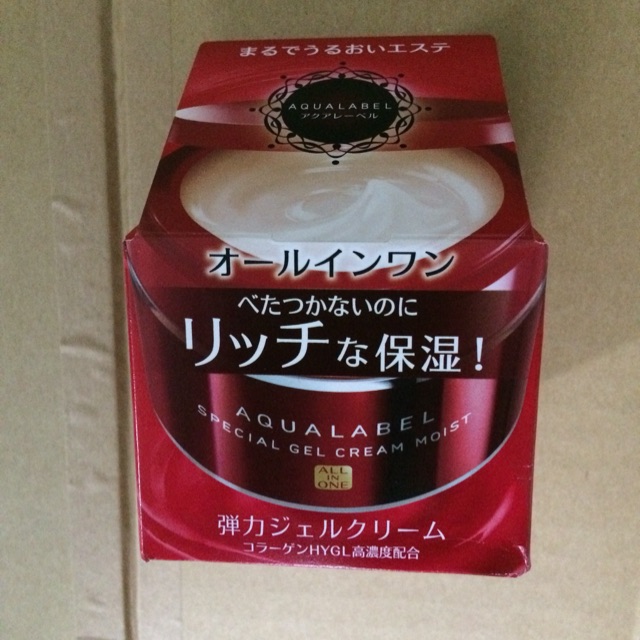 まるでうるおいエステ
AQUALABEL
アクアレーベル
オールインワン
べたつかないのに
リッチな保湿!
AQUALABEL
SPECIAL GEL CREAM MOIST
ALL
IN
ONE
弾力ジェルクリーム
コラーゲンHYGL高濃度配合